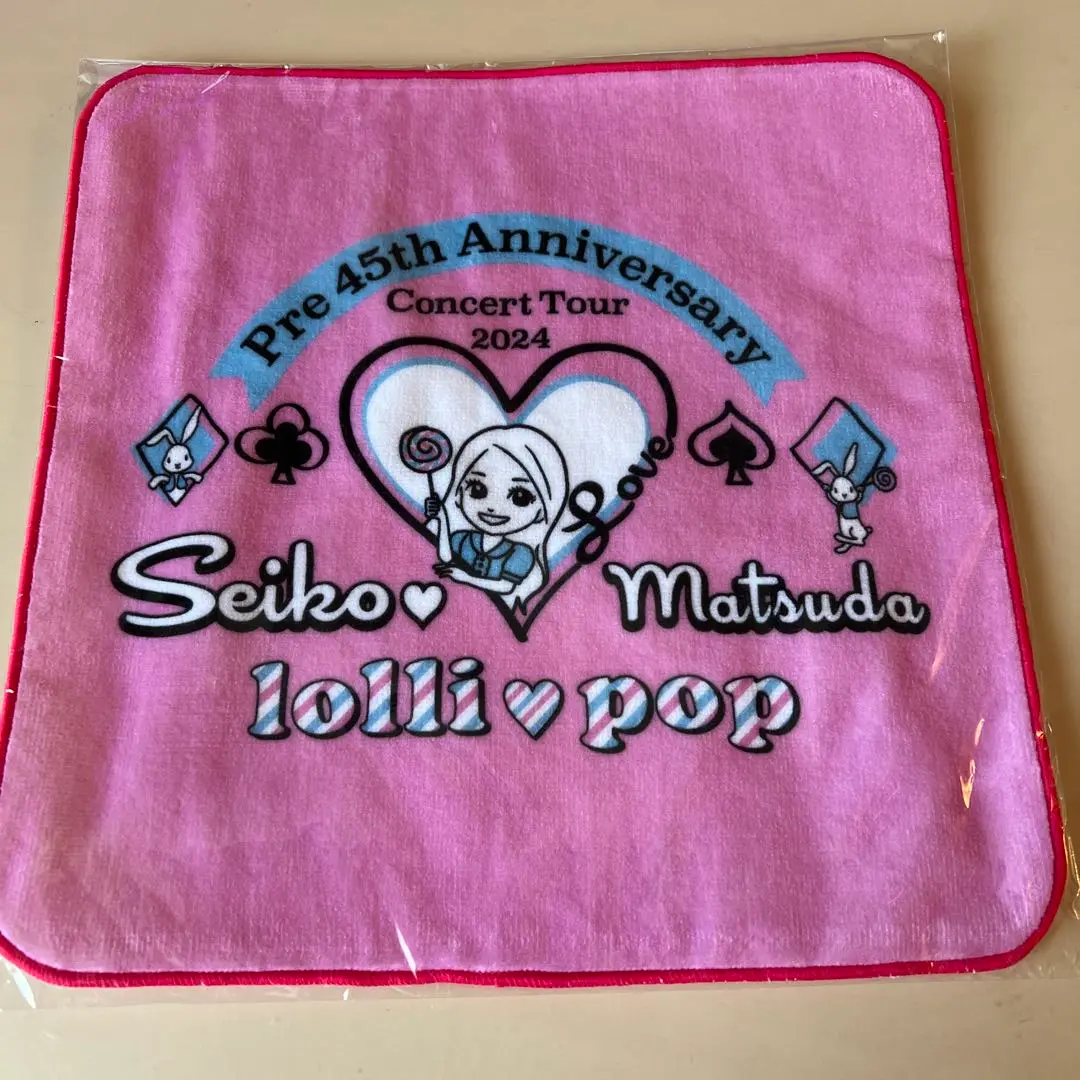 Pre 45th Anniversary
Concert Tour
2024
Love
Seiko♥ Matsuda
lolli♥pop